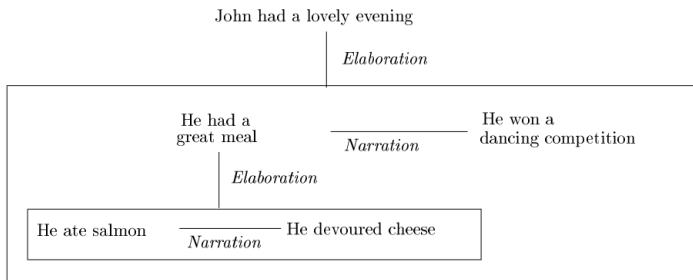 John had a lovely evening
Elaboration
He had a
great meal
Narration
He won a
dancing competition
Elaboration
He ate salmon
Narration
He devoured cheese